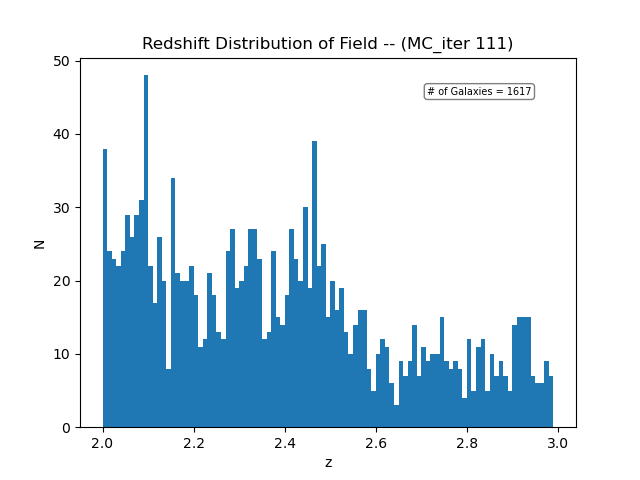 Redshift Distribution of Field -- (MC_iter 111)
# of Galaxies = 1617
50
40
30
20
10
0
N
2.0 2.2 2.4 2.6 2.8 3.0
z